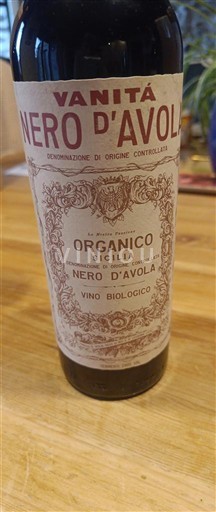 VANITÁ
NERO D'AVOLA
DENOMINAZIONE DI ORIGINE CONTROLLATA
ORGANICO
SICILIA
NERO D'AVOLA
VINO BIOLOGICO